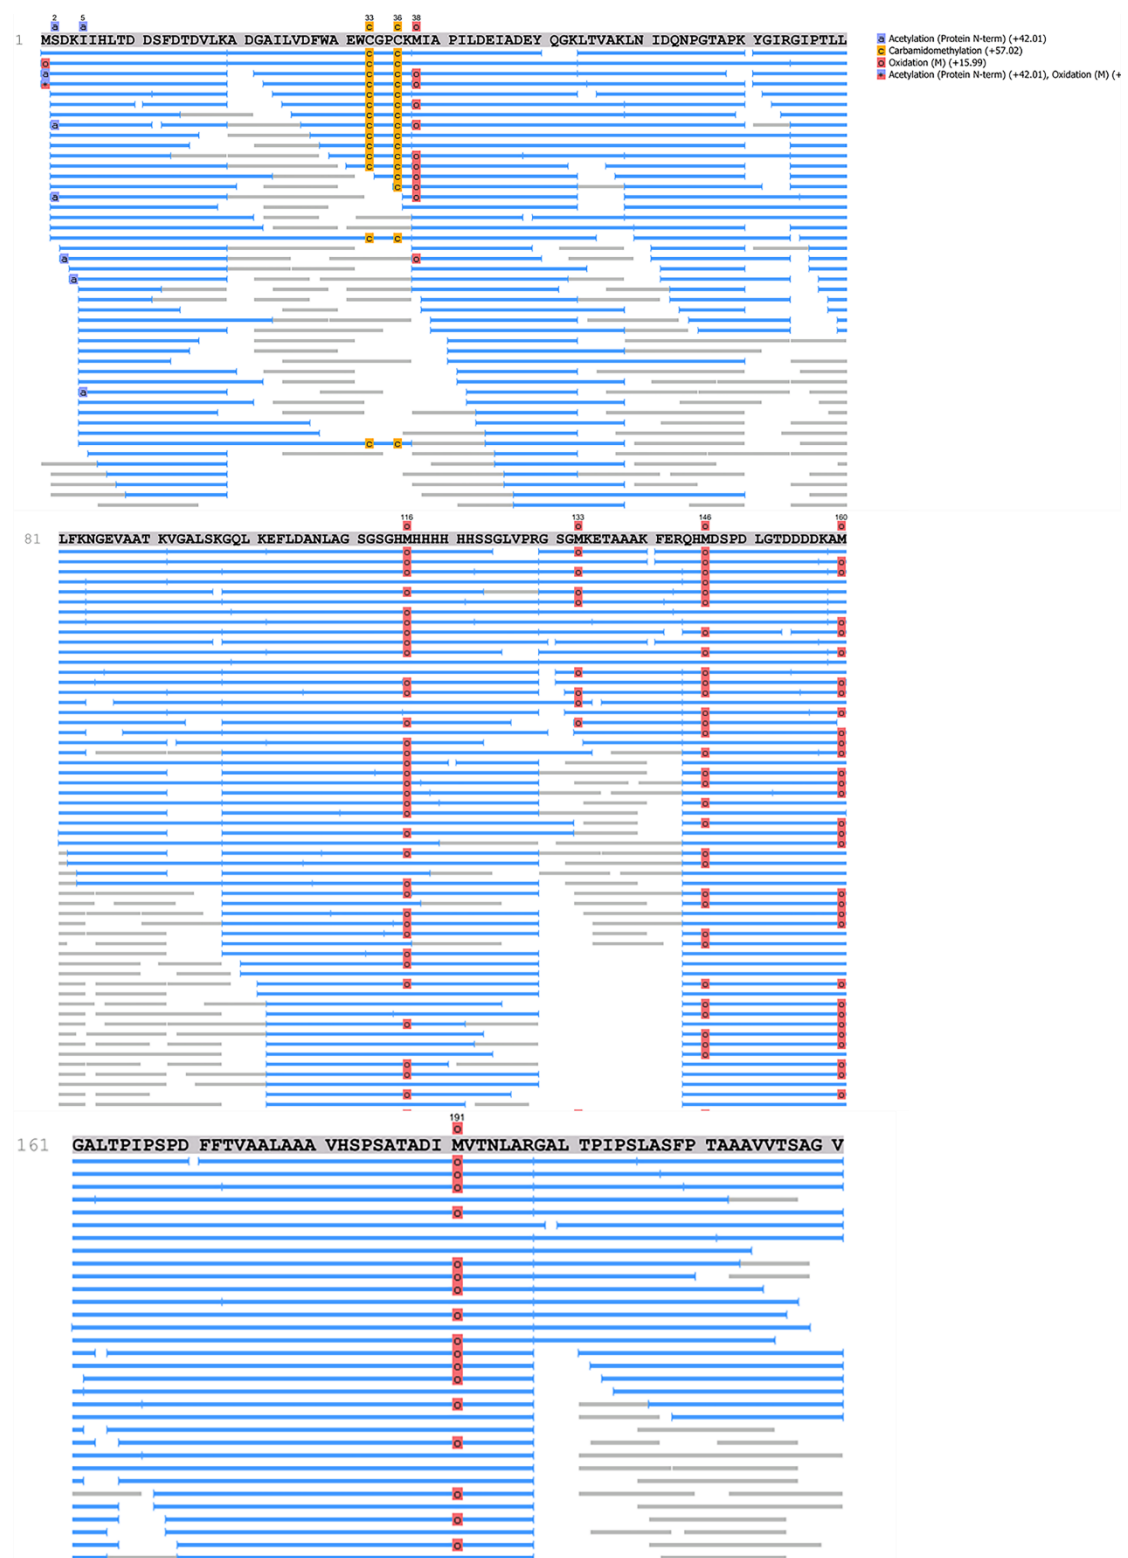 2 5 33 36 38
a a c c o
1 MSDKIIHLTD DSFDTDVLKA DGAILVDFWA EWCGPCKMIA PILDEIADEY QGKLTVAKLN IDQNPGTAPK YGIRGIPTLL
a Acetylation (Protein N-term) (+42.01)
c Carbamidomethylation (+57.02)
o Oxidation (M) (+15.99)
+ Acetylation (Protein N-term) (+42.01), Oxidation (M) (+
116 133 146 160
o o o o
81 LFKNGEVAAT KVGALSKGQL KEFLDANLAG SGSGHMHHHH HHSSGLVPRG SGMKETAAAK FERQHMDSPD LGTDDDDKAM
191
o
161 GALTPIPSPD FFTVAALAAA VHSPSATADI MVTNLARGAL TPIPSLASFP TAAAVVTSAG V